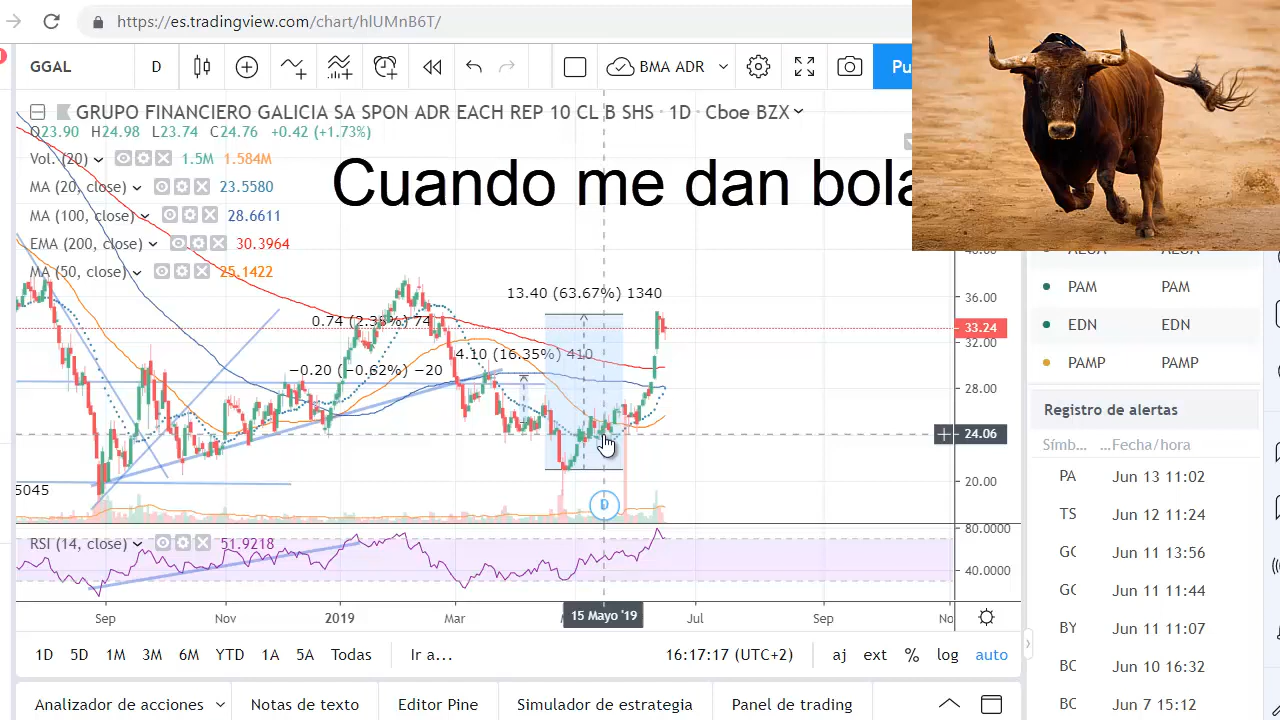 https://es.tradingview.com/chart/hlUMnB6T/
GGAL D BMA ADR Pu
GRUPO FINANCIERO GALICIA SA SPON ADR EACH REP 10 CL B SHS · 1D · Cboe BZX
O23.90 H24.98 L23.74 C24.76 +0.42 (+1.73%)
Vol. (20) 1.5M 1.584M
Cuando me dan bola
MA (20, close) 23.5580
MA (100, close) 28.6611
EMA (200, close) 30.3964
MA (50, close) 25.1422
13.40 (63.67%) 1340
0.74 (2.35%) 74
4.10 (16.35%) 410
−0.20 (−0.62%) −20
36.00
33.24
32.00
28.00
24.06
20.00
5045
D
80.0000
RSI (14, close) 51.9218
40.0000
Sep Nov 2019 Mar 15 Mayo '19 Jul Sep No
1D 5D 1M 3M 6M YTD 1A 5A Todas Ir a... 16:17:17 (UTC+2) aj ext % log auto
Analizador de acciones Notas de texto Editor Pine Simulador de estrategia Panel de trading
PAM PAM
EDN EDN
PAMP PAMP
Registro de alertas
Símb... ...Fecha/hora
PA Jun 13 11:02
TS Jun 12 11:24
GC Jun 11 13:56
GC Jun 11 11:44
BY Jun 11 11:07
BC Jun 10 16:32
BC Jun 7 15:12